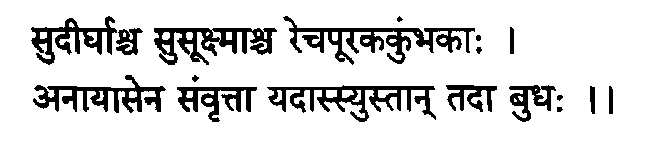 सुदीर्घाश्च सुसूक्ष्माश्च रेचपूरककुंभकाः ।
अनायासेन संवृत्ता यदास्स्युस्तान् तदा बुधः ।।